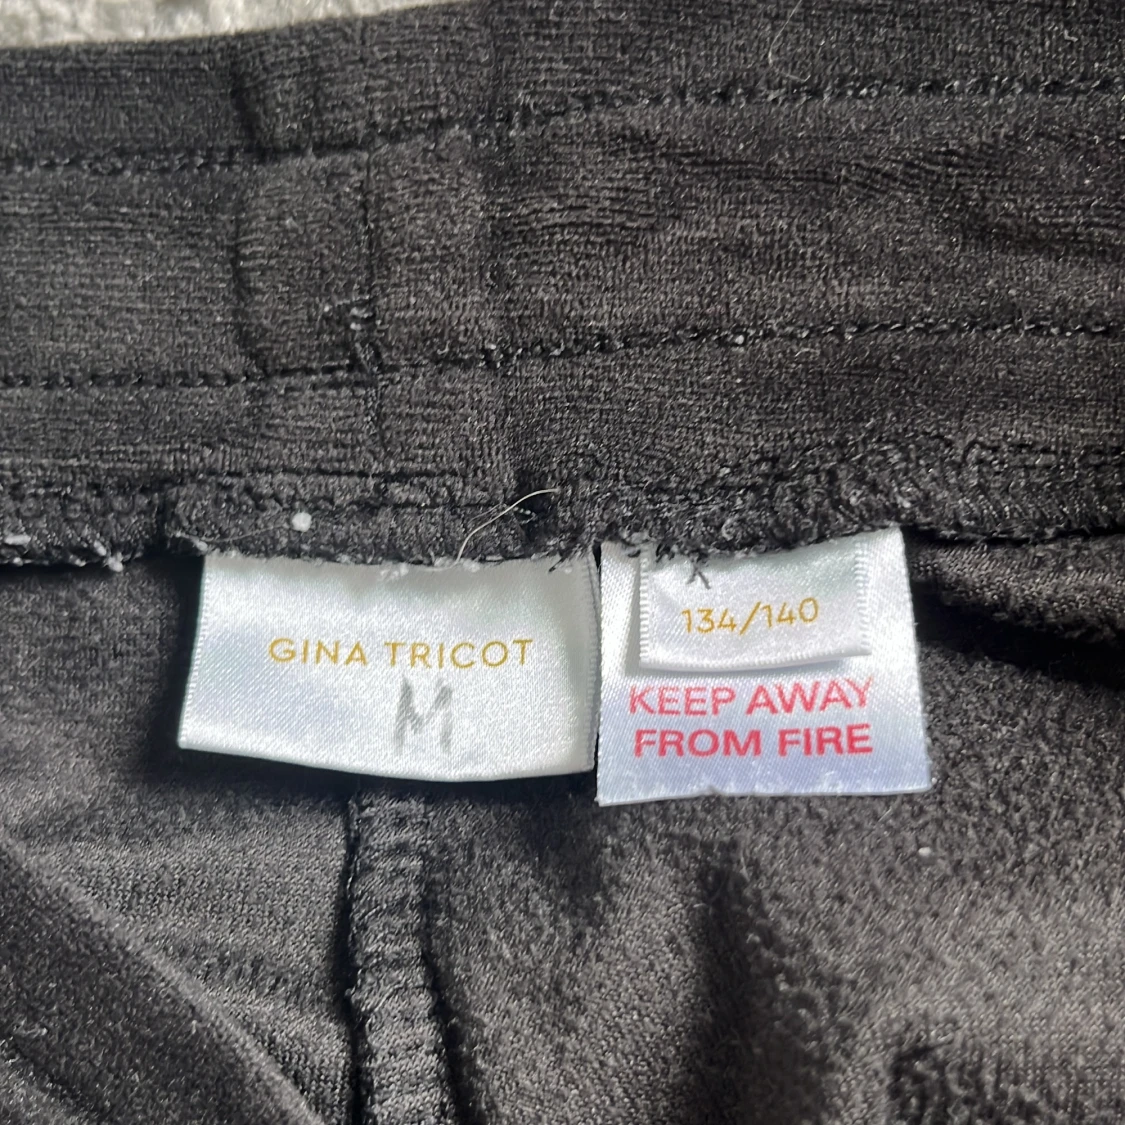 GINA TRICOT
M
134/140
KEEP AWAY
FROM FIRE